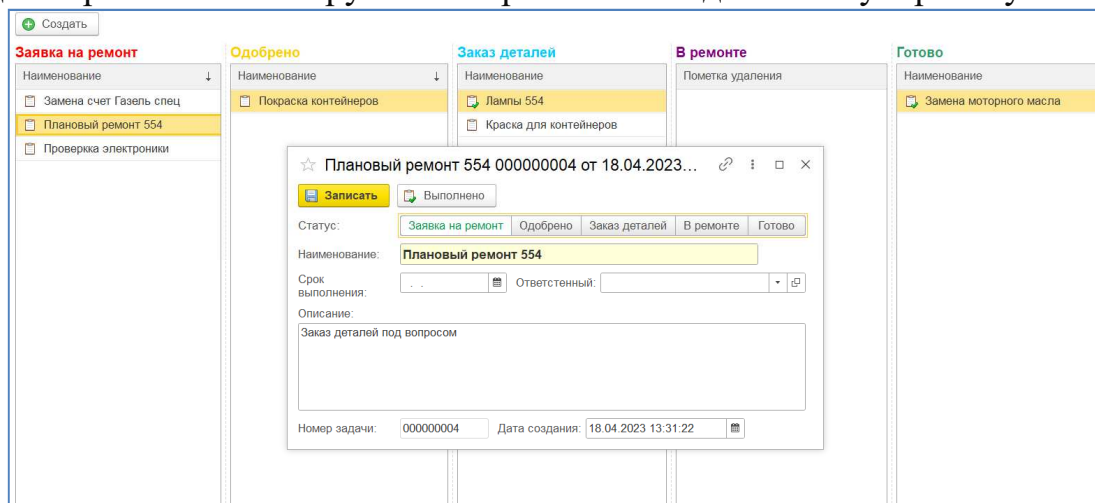 Создать
Заявка на ремонт Одобрено Заказ деталей В ремонте Готово
Наименование ↓ Наименование ↓ Наименование Пометка удаления Наименование
Замена счет Газель спец Покраска контейнеров Лампы 554 Замена моторного масла
Плановый ремонт 554 Краска для контейнеров
Проверкка электроники
Плановый ремонт 554 000000004 от 18.04.2023...
Записать Выполнено
Статус: Заявка на ремонт Одобрено Заказ деталей В ремонте Готово
Наименование: Плановый ремонт 554
Срок выполнения: . . Ответстенный:
Описание:
Заказ деталей под вопросом
Номер задачи: 000000004 Дата создания: 18.04.2023 13:31:22